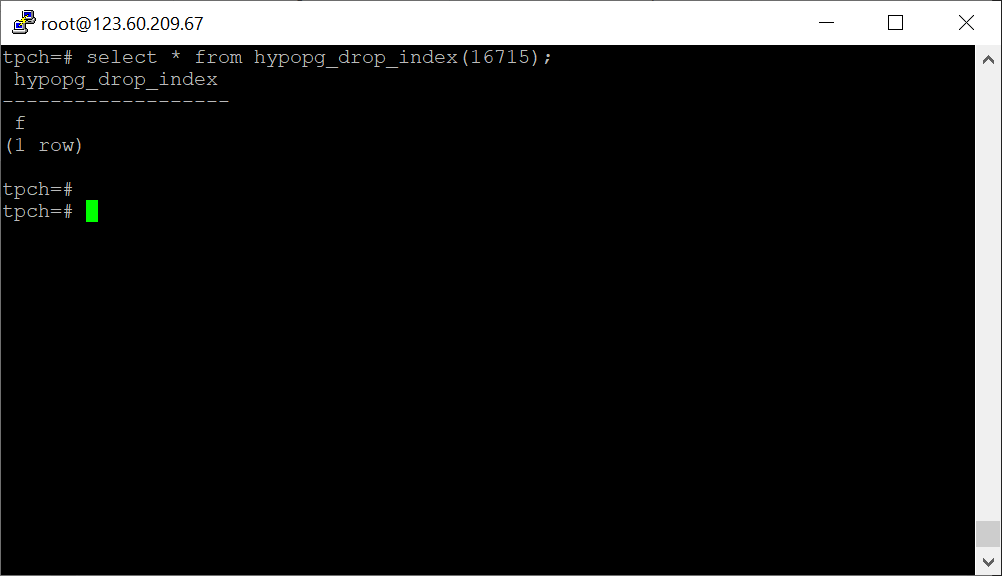 root@123.60.209.67
tpch=# select * from hypopg_drop_index(16715);
 hypopg_drop_index
-------------------
 f
(1 row)

tpch=#
tpch=#